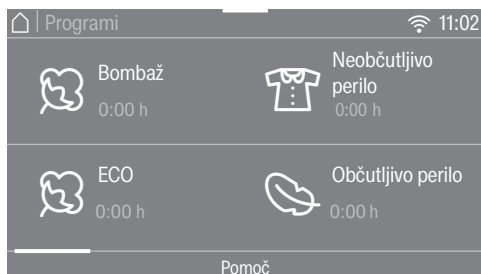 Programi 11:02
Bombaž
0:00 h
Neobčutljivo
perilo
0:00 h
ECO
0:00 h
Občutljivo perilo
0:00 h
Pomoč